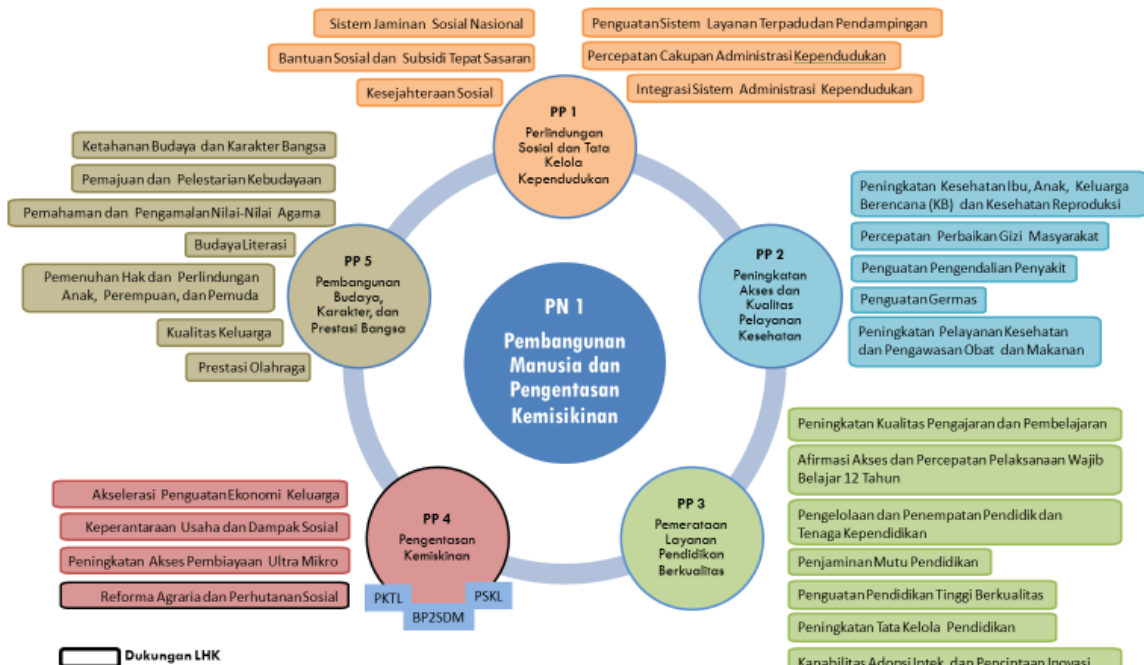 Sistem Jaminan Sosial Nasional
Bantuan Sosial dan Subsidi Tepat Sasaran
Kesejahteraan Sosial
Penguatan Sistem Layanan Terpadu dan Pendampingan
Percepatan Cakupan Administrasi Kependudukan
Integrasi Sistem Administrasi Kependudukan
PP 1
Perlindungan
Sosial dan Tata
Kelola
Kependudukan
Ketahanan Budaya dan Karakter Bangsa
Pemajuan dan Pelestarian Kebudayaan
Pemahaman dan Pengamalan Nilai-Nilai Agama
Budaya Literasi
Pemenuhan Hak dan Perlindungan
Anak, Perempuan, dan Pemuda
Kualitas Keluarga
Prestasi Olahraga
PP 5
Pembangunan
Budaya,
Karakter, dan
Prestasi Bangsa
PN 1
Pembangunan
Manusia dan
Pengentasan
Kemisikinan
PP 2
Peningkatan
Akses dan
Kualitas
Pelayanan
Kesehatan
Peningkatan Kesehatan Ibu, Anak, Keluarga
Berencana (KB) dan Kesehatan Reproduksi
Percepatan Perbaikan Gizi Masyarakat
Penguatan Pengendalian Penyakit
Penguatan Germas
Peningkatan Pelayanan Kesehatan
dan Pengawasan Obat dan Makanan
Akselerasi Penguatan Ekonomi Keluarga
Keperantaraan Usaha dan Dampak Sosial
Peningkatan Akses Pembiayaan Ultra Mikro
Reforma Agraria dan Perhutanan Sosial
PP 4
Pengentasan
Kemiskinan
PKTL
BP2SDM
PSKL
PP 3
Pemerataan
Layanan
Pendidikan
Berkualitas
Peningkatan Kualitas Pengajaran dan Pembelajaran
Afirmasi Akses dan Percepatan Pelaksanaan Wajib
Belajar 12 Tahun
Pengelolaan dan Penempatan Pendidik dan
Tenaga Kependidikan
Penjaminan Mutu Pendidikan
Penguatan Pendidikan Tinggi Berkualitas
Peningkatan Tata Kelola Pendidikan
Kapabilitas Adopsi Iptek dan Penciptaan Inovasi
Dukungan LHK